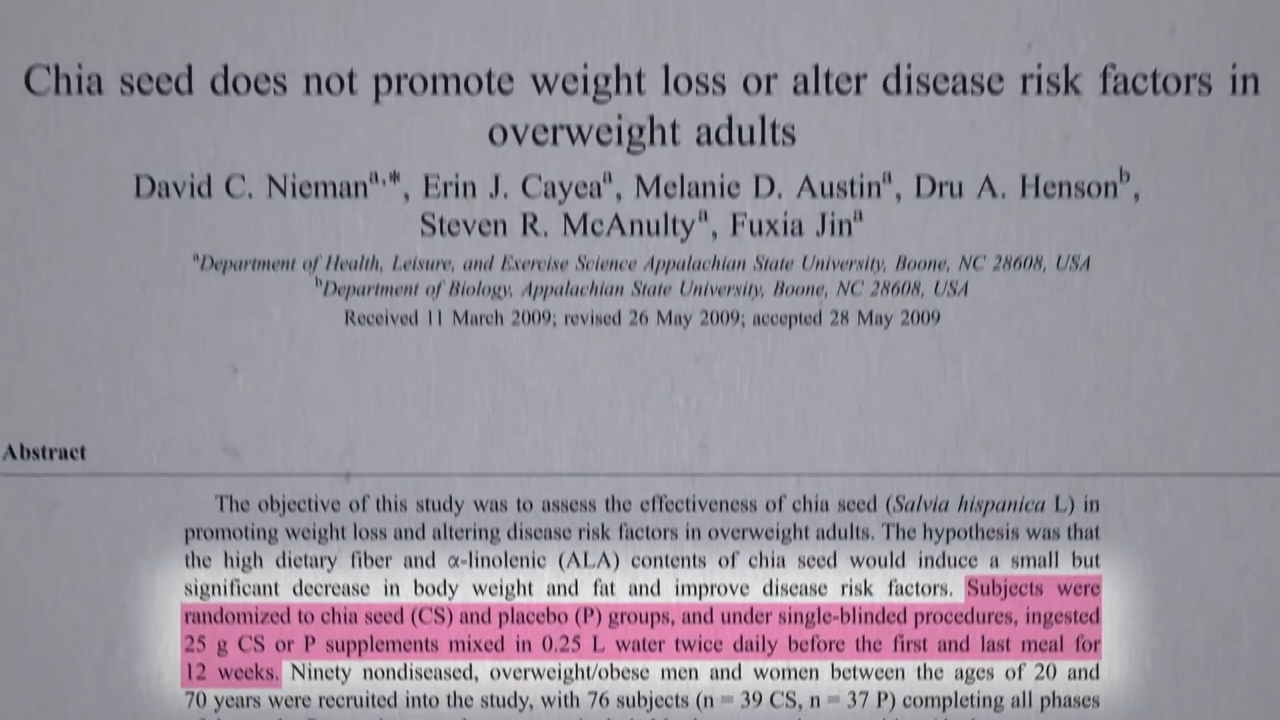 Chia seed does not promote weight loss or alter disease risk factors in
overweight adults
David C. Niemanᵃ,*, Erin J. Cayeaᵃ, Melanie D. Austinᵃ, Dru A. Hensonᵇ,
Steven R. McAnultyᵃ, Fuxia Jinᵃ
ᵃDepartment of Health, Leisure, and Exercise Science Appalachian State University, Boone, NC 28608, USA
ᵇDepartment of Biology, Appalachian State University, Boone, NC 28608, USA
Received 11 March 2009; revised 26 May 2009; accepted 28 May 2009
Abstract
The objective of this study was to assess the effectiveness of chia seed (Salvia hispanica L) in
promoting weight loss and altering disease risk factors in overweight adults. The hypothesis was that
the high dietary fiber and α-linolenic (ALA) contents of chia seed would induce a small but
significant decrease in body weight and fat and improve disease risk factors. Subjects were
randomized to chia seed (CS) and placebo (P) groups, and under single-blinded procedures, ingested
25 g CS or P supplements mixed in 0.25 L water twice daily before the first and last meal for
12 weeks. Ninety nondiseased, overweight/obese men and women between the ages of 20 and
70 years were recruited into the study, with 76 subjects (n = 39 CS, n = 37 P) completing all phases